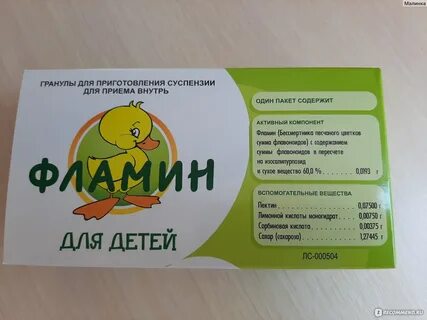 Малинка
ГРАНУЛЫ ДЛЯ ПРИГОТОВЛЕНИЯ СУСПЕНЗИИ
ДЛЯ ПРИЕМА ВНУТРЬ
ФЛАМИН
ДЛЯ ДЕТЕЙ
ОДИН ПАКЕТ СОДЕРЖИТ
АКТИВНЫЙ КОМПОНЕНТ
Фламин (Бессмертника песчаного цветков
сумма флавоноидов) с содержанием
суммы флавоноидов в пересчете
на изосалипурпозид
и сухое вещество 60,0 % 0,0193 г
ВСПОМОГАТЕЛЬНЫЕ ВЕЩЕСТВА
Пектин 0,07500 г
Лимонной кислоты моногидрат 0,00750 г
Сорбиновая кислота 0,00375 г
Сахар (сахароза) 1,27445 г
ЛС-000504
IRECOMMEND.RU